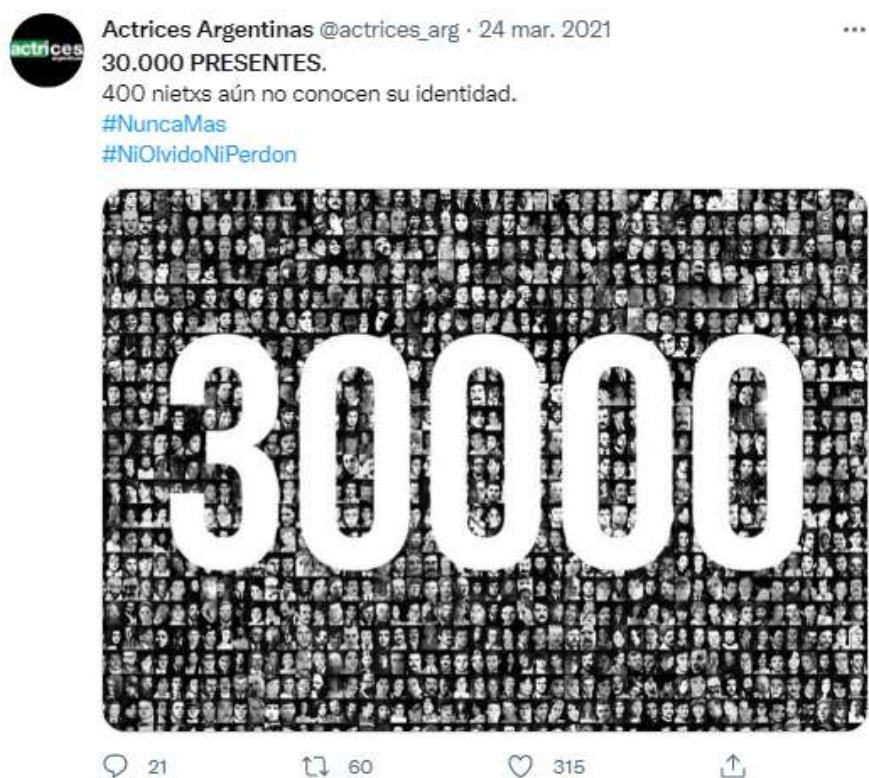 actrices
argentinas
Actrices Argentinas @actrices_arg · 24 mar. 2021
30.000 PRESENTES.
400 nietxs aún no conocen su identidad.
#NuncaMas
#NiOlvidoNiPerdon
30000
21 60 315